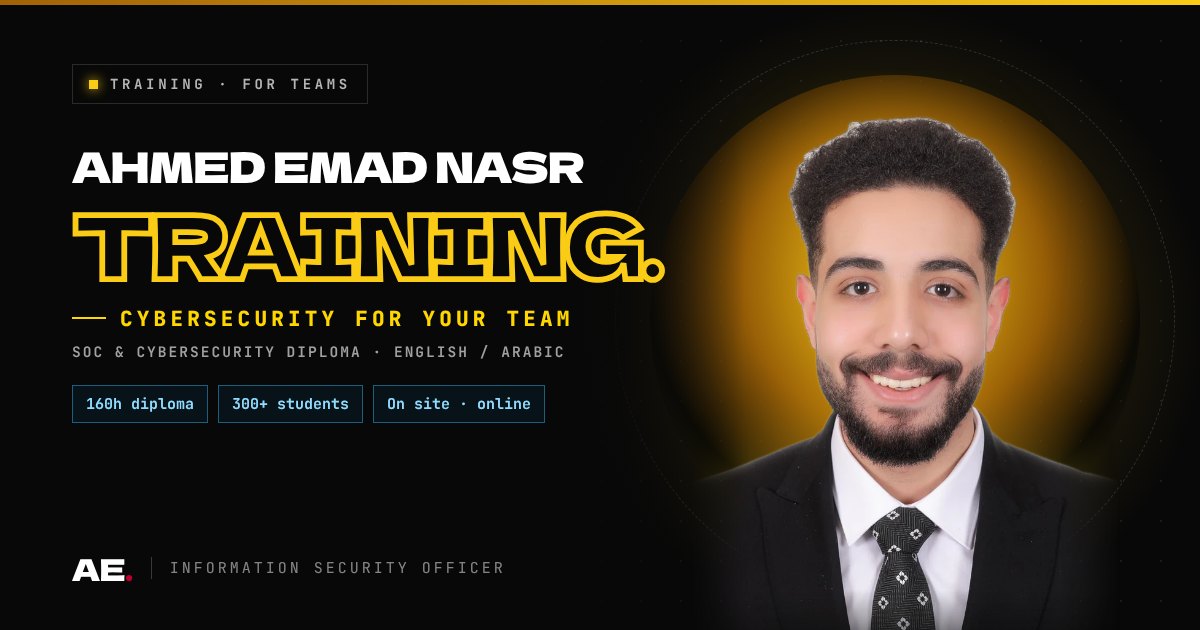 TRAINING · FOR TEAMS
AHMED EMAD NASR
TRAINING.
CYBERSECURITY FOR YOUR TEAM
SOC & CYBERSECURITY DIPLOMA · ENGLISH / ARABIC
160h diploma
300+ students
On site · online
AE.
INFORMATION SECURITY OFFICER